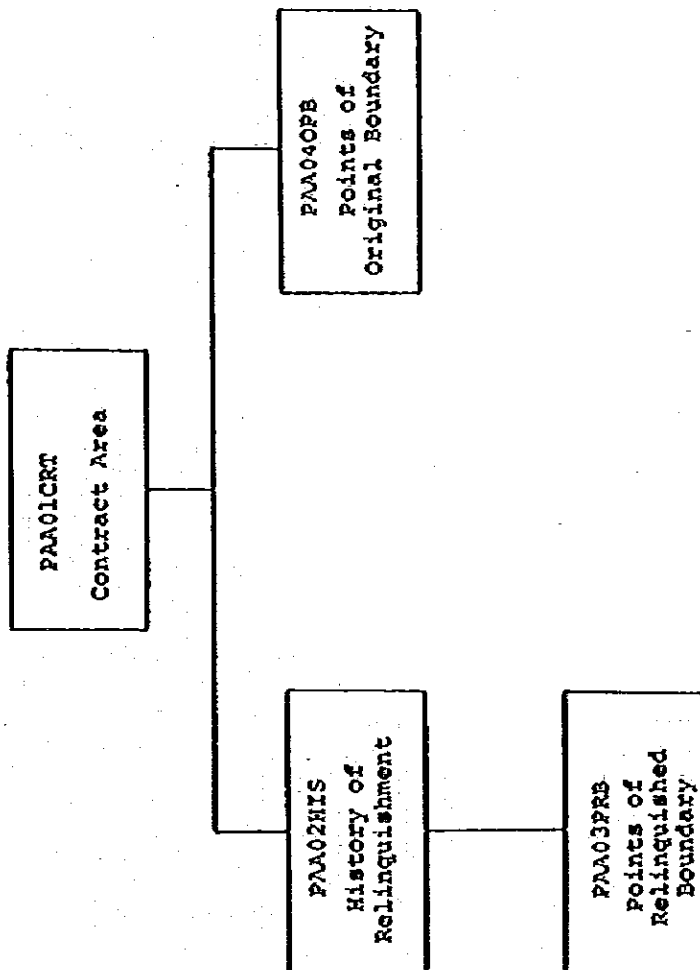 PAA01CRT
Contract Area
PAA02HIS
History of
Relinquishment
PAA04OPB
Points of
Original Boundary
PAA03PRB
Points of
Relinquished
Boundary